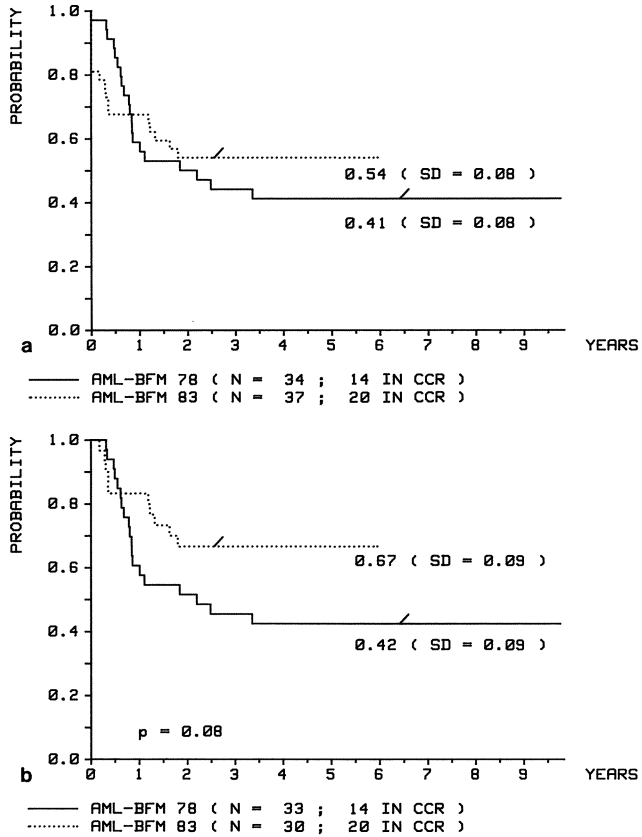 PROBABILITY
1.0
0.8
0.6
0.4
0.2
0.0
0.54 ( SD = 0.08 )
0.41 ( SD = 0.08 )
0 1 2 3 4 5 6 7 8 9 YEARS
a
AML-BFM 78 ( N = 34 ; 14 IN CCR )
AML-BFM 83 ( N = 37 ; 20 IN CCR )
PROBABILITY
1.0
0.8
0.6
0.4
0.2
0.0
0.67 ( SD = 0.09 )
0.42 ( SD = 0.09 )
p = 0.08
0 1 2 3 4 5 6 7 8 9 YEARS
b
AML-BFM 78 ( N = 33 ; 14 IN CCR )
AML-BFM 83 ( N = 30 ; 20 IN CCR )